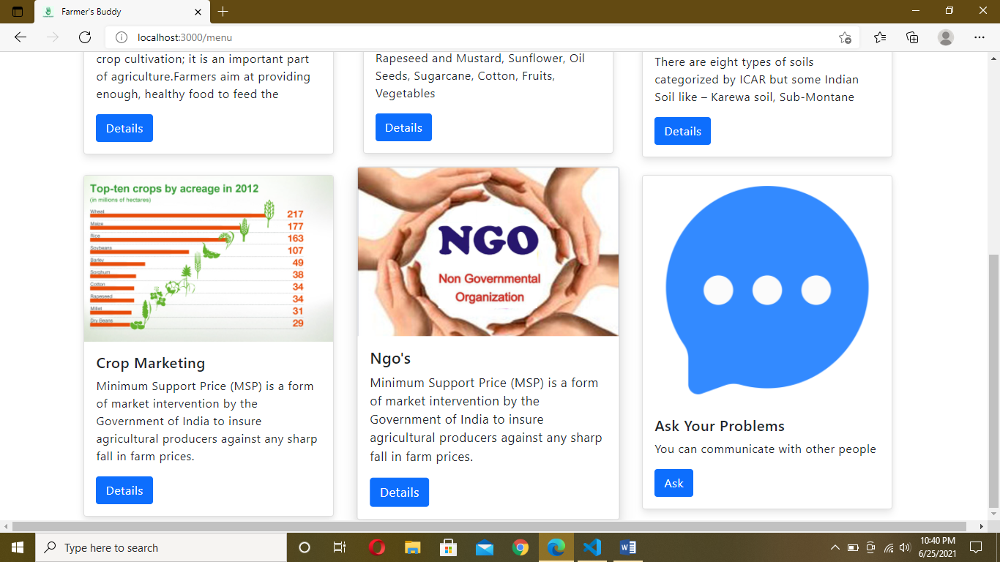 Farmer's Buddy
localhost:3000/menu
crop cultivation; it is an important part
of agriculture.Farmers aim at providing
enough, healthy food to feed the
Details
Rapeseed and Mustard, Sunflower, Oil
Seeds, Sugarcane, Cotton, Fruits,
Vegetables
Details
There are eight types of soils
categorized by ICAR but some Indian
Soil like – Karewa soil, Sub-Montane
Details
Top-ten crops by acreage in 2012
(in millions of hectares)
Wheat 217
Maize 177
Rice 163
Soybeans 107
Barley 49
Sorghum 38
Cotton 34
Rapeseed 34
Millet 31
Dry Beans 29
Crop Marketing
Minimum Support Price (MSP) is a form
of market intervention by the
Government of India to insure
agricultural producers against any sharp
fall in farm prices.
Details
NGO
Non Governmental
Organization
Ngo's
Minimum Support Price (MSP) is a form
of market intervention by the
Government of India to insure
agricultural producers against any sharp
fall in farm prices.
Details
Ask Your Problems
You can communicate with other people
Ask
Type here to search
10:40 PM
6/25/2021